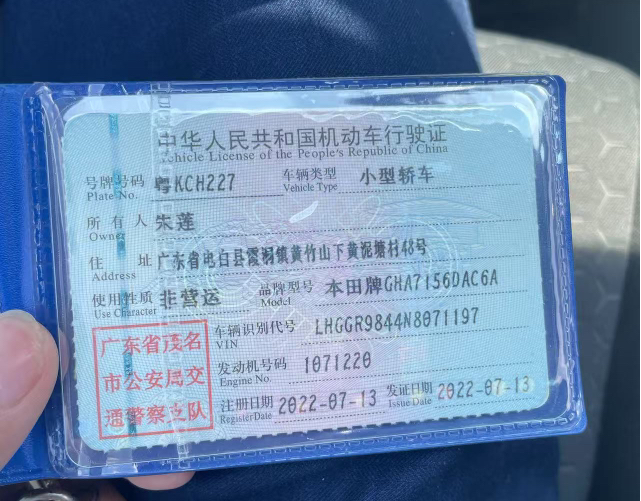 中华人民共和国机动车行驶证
Vehicle License of the People's Republic of China
号牌号码 粤KCH227 车辆类型 小型轿车
Plate No. Vehicle Type
所有人 朱莲
Owner
住址 广东省电白县霞洞镇黄竹山下黄泥塘村48号
Address
使用性质 非营运 品牌型号 本田牌GHA7156DAC6A
Use Character Model
车辆识别代号 LHGGR9844N8071197
VIN
发动机号码 1071220
Engine No.
注册日期 2022-07-13 发证日期 2022-07-13
Register Date Issue Date
广东省茂名
市公安局交
通警察支队